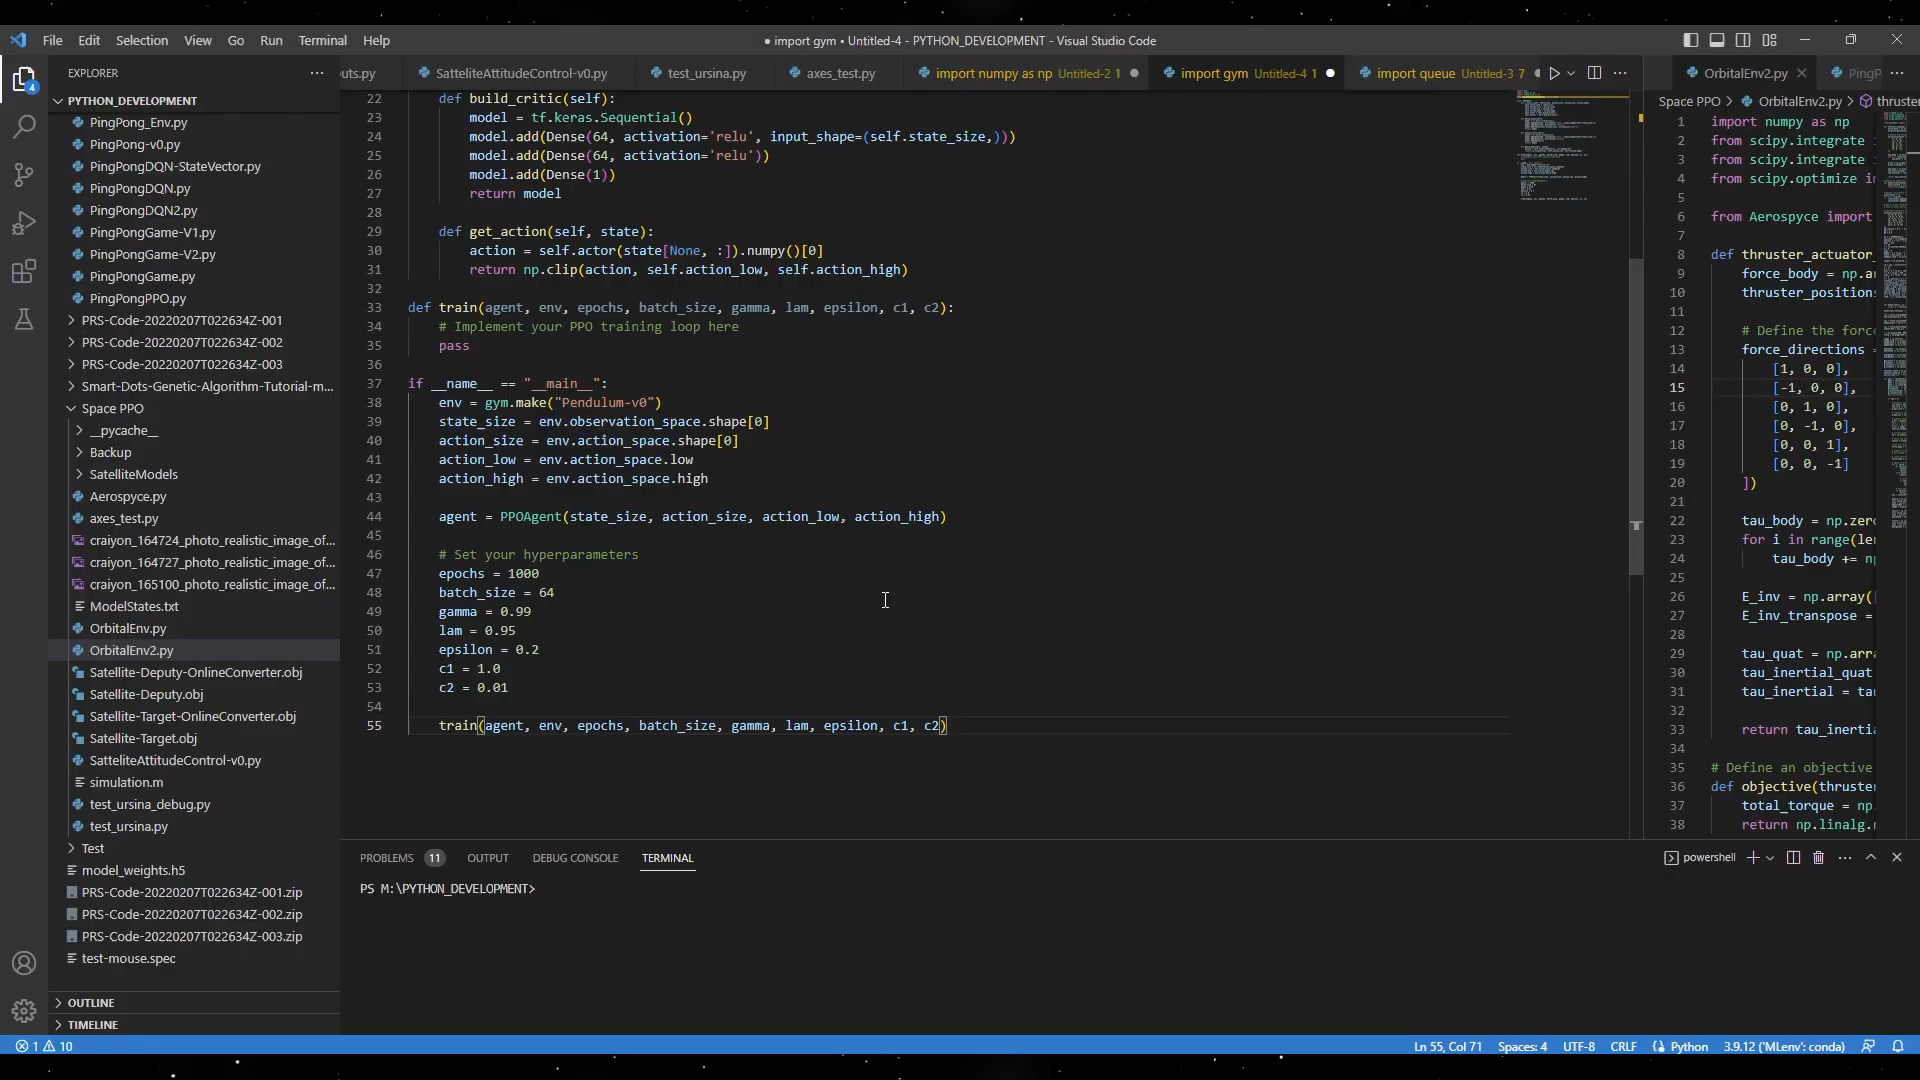 File Edit Selection View Go Run Terminal Help
● import gym • Untitled-4 - PYTHON_DEVELOPMENT - Visual Studio Code
EXPLORER
PYTHON_DEVELOPMENT
PingPong_Env.py
PingPong-v0.py
PingPongDQN-StateVector.py
PingPongDQN.py
PingPongDQN2.py
PingPongGame-V1.py
PingPongGame-V2.py
PingPongGame.py
PingPongPPO.py
PRS-Code-20220207T022634Z-001
PRS-Code-20220207T022634Z-002
PRS-Code-20220207T022634Z-003
Smart-Dots-Genetic-Algorithm-Tutorial-m...
Space PPO
__pycache__
Backup
SatelliteModels
Aerospyce.py
axes_test.py
craiyon_164724_photo_realistic_image_of...
craiyon_164727_photo_realistic_image_of...
craiyon_165100_photo_realistic_image_of...
ModelStates.txt
OrbitalEnv.py
OrbitalEnv2.py
Satellite-Deputy-OnlineConverter.obj
Satellite-Deputy.obj
Satellite-Target-OnlineConverter.obj
Satellite-Target.obj
SatteliteAttitudeControl-v0.py
simulation.m
test_ursina_debug.py
test_ursina.py
Test
model_weights.h5
PRS-Code-20220207T022634Z-001.zip
PRS-Code-20220207T022634Z-002.zip
PRS-Code-20220207T022634Z-003.zip
test-mouse.spec
OUTLINE
TIMELINE
4
uts.py SatteliteAttitudeControl-v0.py test_ursina.py axes_test.py import numpy as np Untitled-2 1 import gym Untitled-4 1 import queue Untitled-3 7
22 def build_critic(self):
23 model = tf.keras.Sequential()
24 model.add(Dense(64, activation='relu', input_shape=(self.state_size,)))
25 model.add(Dense(64, activation='relu'))
26 model.add(Dense(1))
27 return model
28
29 def get_action(self, state):
30 action = self.actor(state[None, :]).numpy()[0]
31 return np.clip(action, self.action_low, self.action_high)
32
33 def train(agent, env, epochs, batch_size, gamma, lam, epsilon, c1, c2):
34 # Implement your PPO training loop here
35 pass
36
37 if __name__ == "__main__":
38 env = gym.make("Pendulum-v0")
39 state_size = env.observation_space.shape[0]
40 action_size = env.action_space.shape[0]
41 action_low = env.action_space.low
42 action_high = env.action_space.high
43
44 agent = PPOAgent(state_size, action_size, action_low, action_high)
45
46 # Set your hyperparameters
47 epochs = 1000
48 batch_size = 64
49 gamma = 0.99
50 lam = 0.95
51 epsilon = 0.2
52 c1 = 1.0
53 c2 = 0.01
54
55 train(agent, env, epochs, batch_size, gamma, lam, epsilon, c1, c2)
OrbitalEnv2.py PingP
Space PPO > OrbitalEnv2.py > thruster
1 import numpy as np
2 from scipy.integrate
3 from scipy.integrate
4 from scipy.optimize i
5
6 from Aerospyce import
7
8 def thruster_actuator_
9 force_body = np.a
10 thruster_positions
11
12 # Define the forc
13 force_directions =
14 [1, 0, 0],
15 [-1, 0, 0],
16 [0, 1, 0],
17 [0, -1, 0],
18 [0, 0, 1],
19 [0, 0, -1]
20 ])
21
22 tau_body = np.zer
23 for i in range(le
24 tau_body += n
25
26 E_inv = np.array(
27 E_inv_transpose =
28
29 tau_quat = np.arr
30 tau_inertial_quat
31 tau_inertial = ta
32
33 return tau_inertia
34
35 # Define an objective
36 def objective(thruster
37 total_torque = np.
38 return np.linalg.
PROBLEMS 11 OUTPUT DEBUG CONSOLE TERMINAL powershell
PS M:\PYTHON_DEVELOPMENT>
1 10 Ln 55, Col 71 Spaces: 4 UTF-8 CRLF Python 3.9.12 ('MLenv': conda)